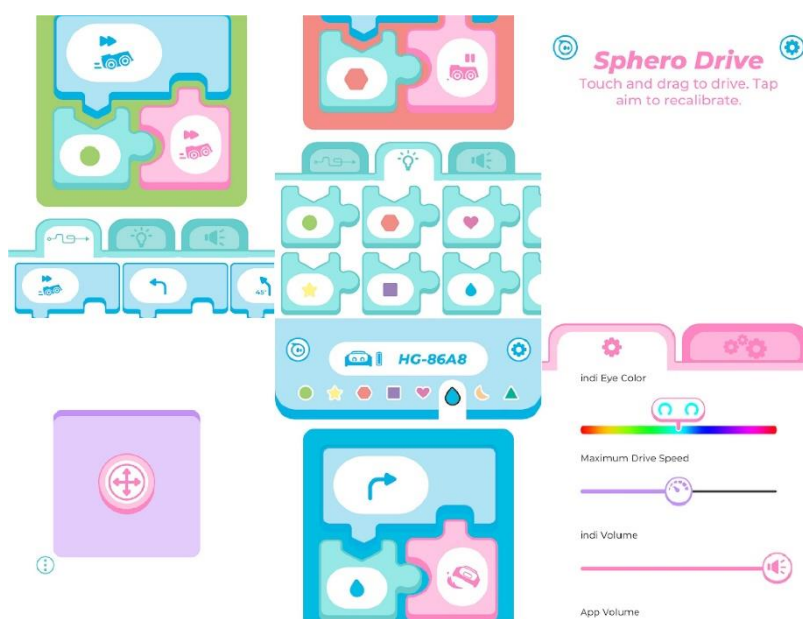 Sphero Drive
Touch and drag to drive. Tap
aim to recalibrate.
45°
HG-86A8
indi Eye Color
Maximum Drive Speed
indi Volume
App Volume